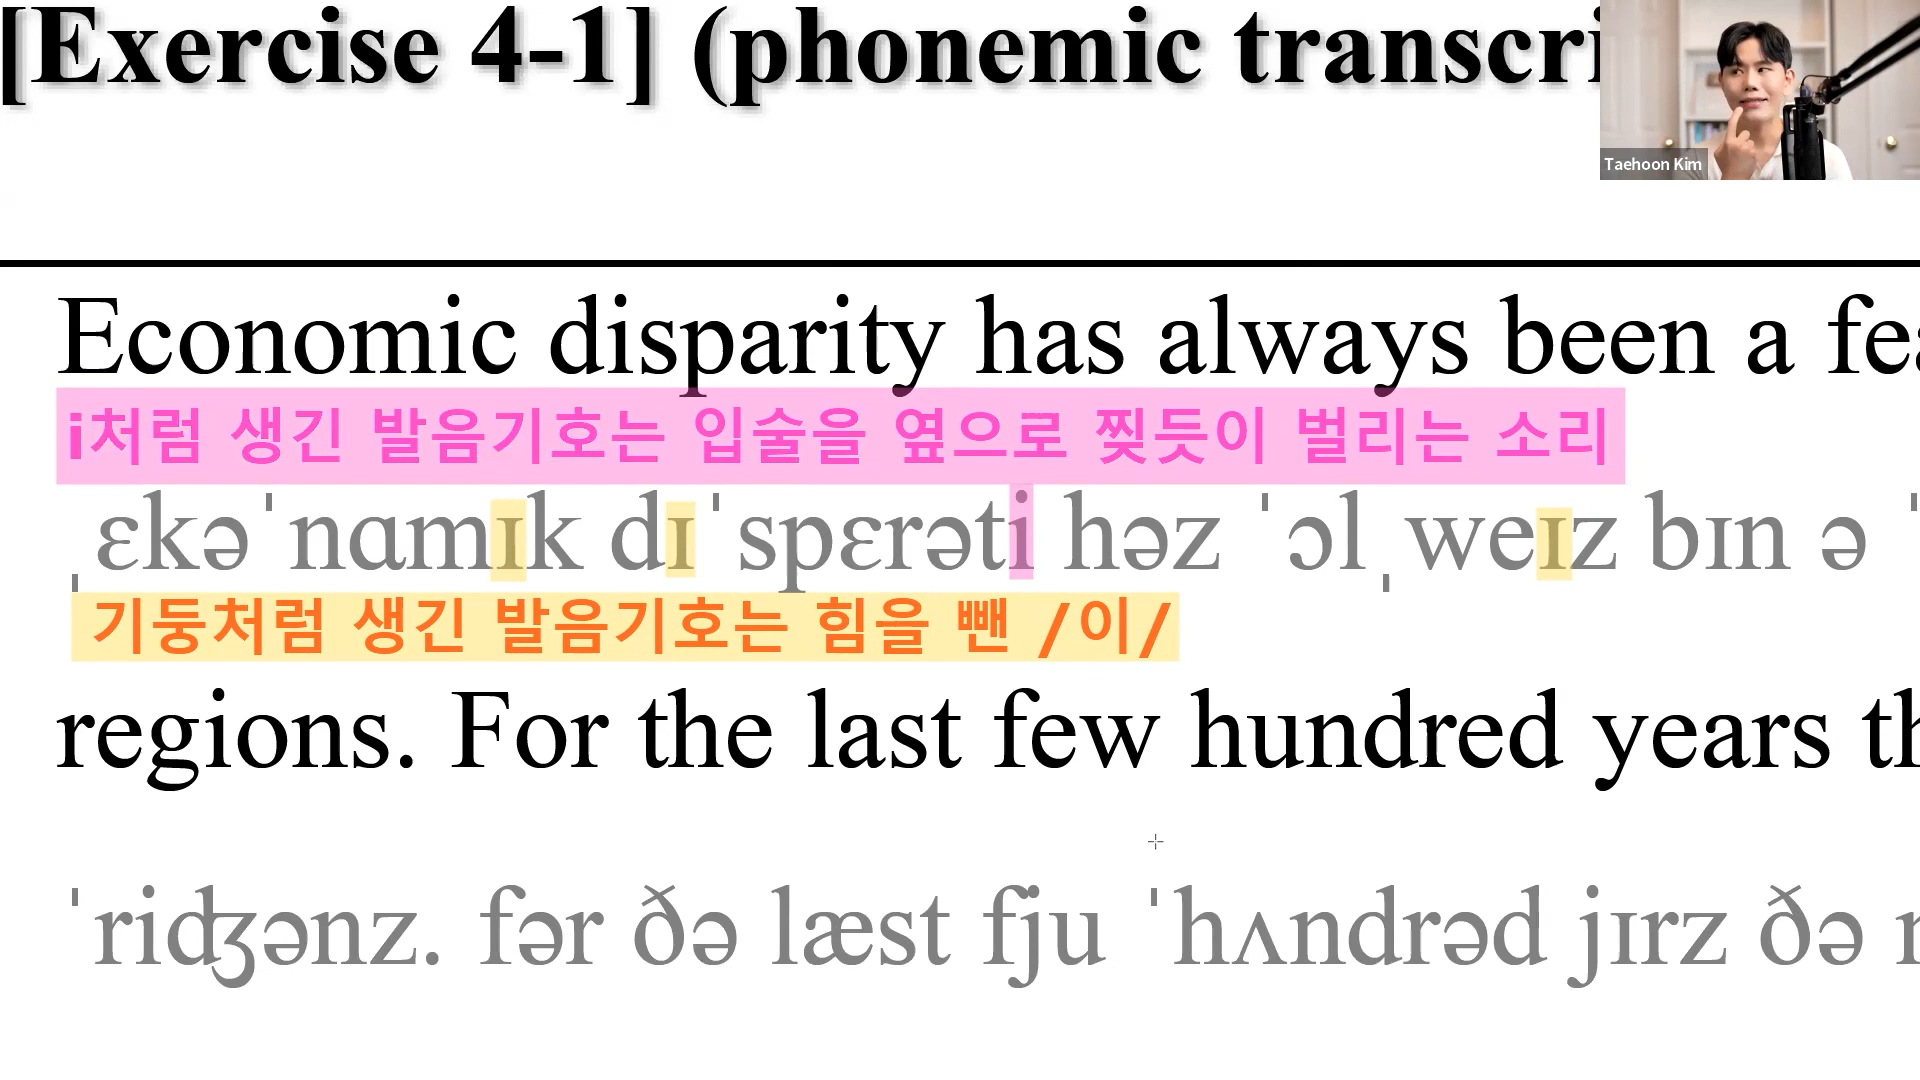 [Exercise 4-1] (phonemic transcri
Taehoon Kim
Economic disparity has always been a fea
i처럼 생긴 발음기호는 입술을 옆으로 찢듯이 벌리는 소리
ˌɛkəˈnɑmɪk dɪˈspɛrəti həz ˈɔlˌweɪz bɪn ə ˈ
기둥처럼 생긴 발음기호는 힘을 뺀 /이/
regions. For the last few hundred years th
ˈriʤənz. fər ðə læst fju ˈhʌndrəd jɪrz ðə r